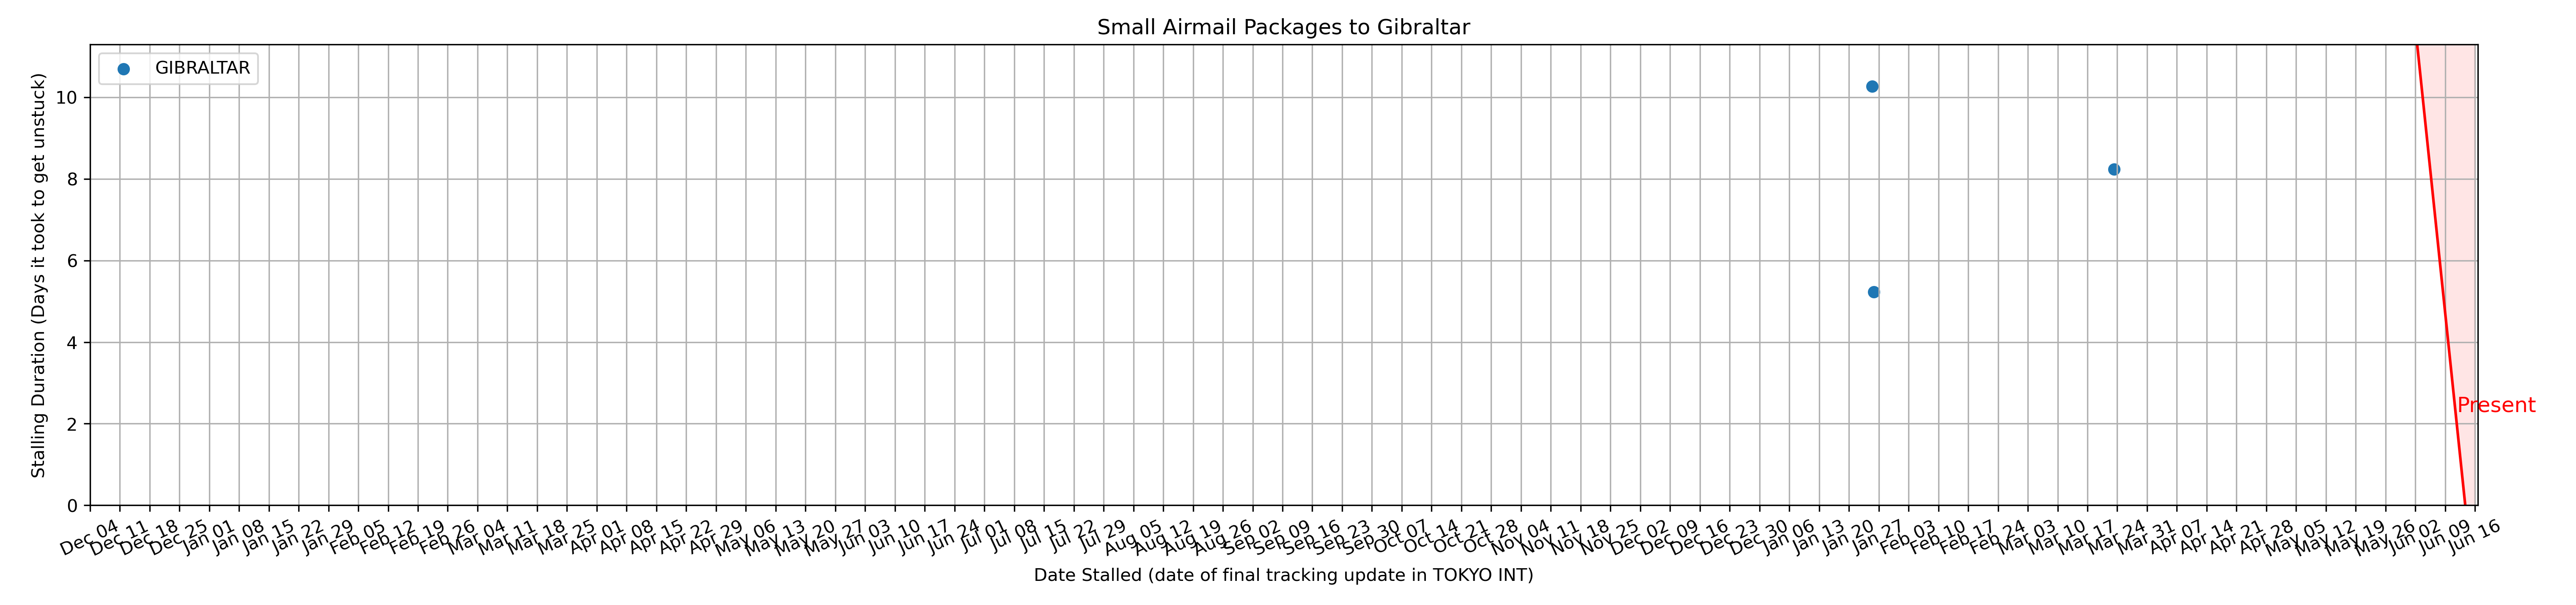 Small Airmail Packages to Gibraltar
GIBRALTAR
Stalling Duration (Days it took to get unstuck)
10
8
6
4
2
0
Present
Dec 04
Dec 11
Dec 18
Dec 25
Jan 01
Jan 08
Jan 15
Jan 22
Jan 29
Feb 05
Feb 12
Feb 19
Feb 26
Mar 04
Mar 11
Mar 18
Mar 25
Apr 01
Apr 08
Apr 15
Apr 22
Apr 29
May 06
May 13
May 20
May 27
Jun 03
Jun 10
Jun 17
Jun 24
Jul 01
Jul 08
Jul 15
Jul 22
Jul 29
Aug 05
Aug 12
Aug 19
Aug 26
Sep 02
Sep 09
Sep 16
Sep 23
Sep 30
Oct 07
Oct 14
Oct 21
Oct 28
Nov 04
Nov 11
Nov 18
Nov 25
Dec 02
Dec 09
Dec 16
Dec 23
Dec 30
Jan 06
Jan 13
Jan 20
Jan 27
Feb 03
Feb 10
Feb 17
Feb 24
Mar 03
Mar 10
Mar 17
Mar 24
Mar 31
Apr 07
Apr 14
Apr 21
Apr 28
May 05
May 12
May 19
May 26
Jun 02
Jun 09
Jun 16
Date Stalled (date of final tracking update in TOKYO INT)